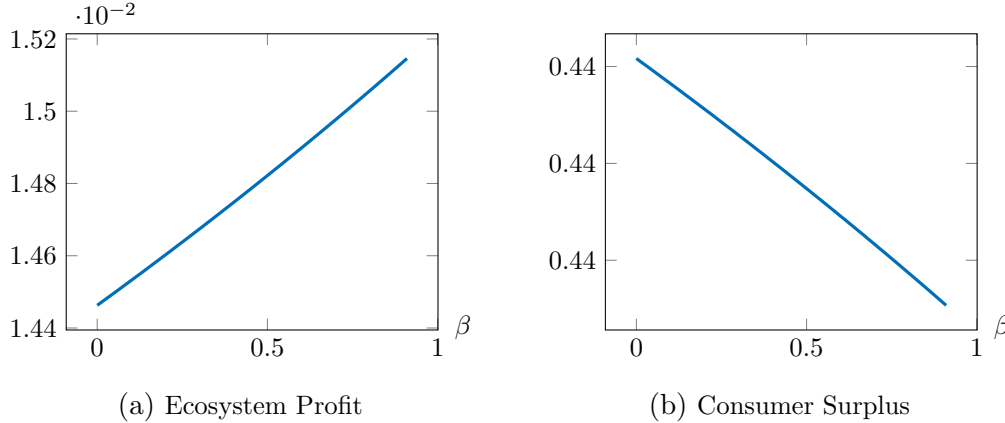 ·10−2
1.52
1.5
1.48
1.46
1.44
0 0.5 1 β
(a) Ecosystem Profit
0.44
0.44
0.44
0 0.5 1 β
(b) Consumer Surplus